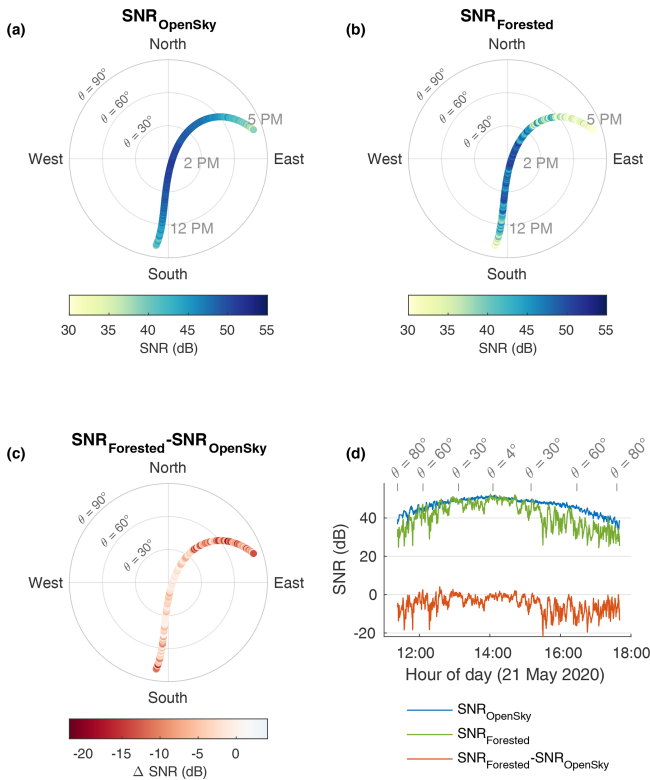 (a)
SNR_OpenSky
North
θ = 90°
θ = 60°
θ = 30°
5 PM
West
2 PM
East
12 PM
South
30 35 40 45 50 55
SNR (dB)
(b)
SNR_Forested
North
θ = 90°
θ = 60°
θ = 30°
5 PM
West
2 PM
East
12 PM
South
30 35 40 45 50 55
SNR (dB)
(c)
SNR_Forested-SNR_OpenSky
North
θ = 90°
θ = 60°
θ = 30°
West
East
South
-20 -15 -10 -5 0
Δ SNR (dB)
(d)
θ = 80°
θ = 60°
θ = 30°
θ = 4°
θ = 30°
θ = 60°
θ = 80°
40
20
0
-20
SNR (dB)
12:00 14:00 16:00 18:00
Hour of day (21 May 2020)
SNR_OpenSky
SNR_Forested
SNR_Forested-SNR_OpenSky